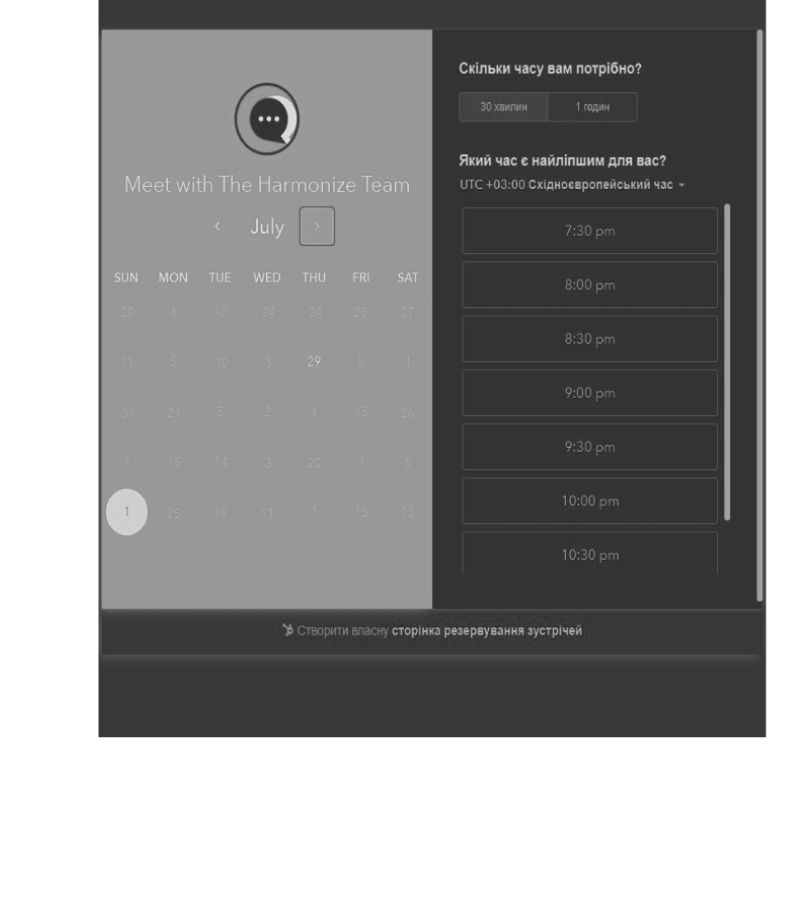 Meet with The Harmonize Team
July
SUN MON TUE WED THU FRI SAT
20 6 13 24 24 25 27
11 5 10 3 29 5 1
31 21 5 2 4 15 26
15 14 3 20 7 6
1 25 19 11 1 13 13
Скільки часу вам потрібно?
30 хвилин 1 годин
Який час є найліпшим для вас?
UTC +03:00 Східноєвропейський час
7:30 pm
8:00 pm
8:30 pm
9:00 pm
9:30 pm
10:00 pm
10:30 pm
Створити власну сторінка резервування зустрічей